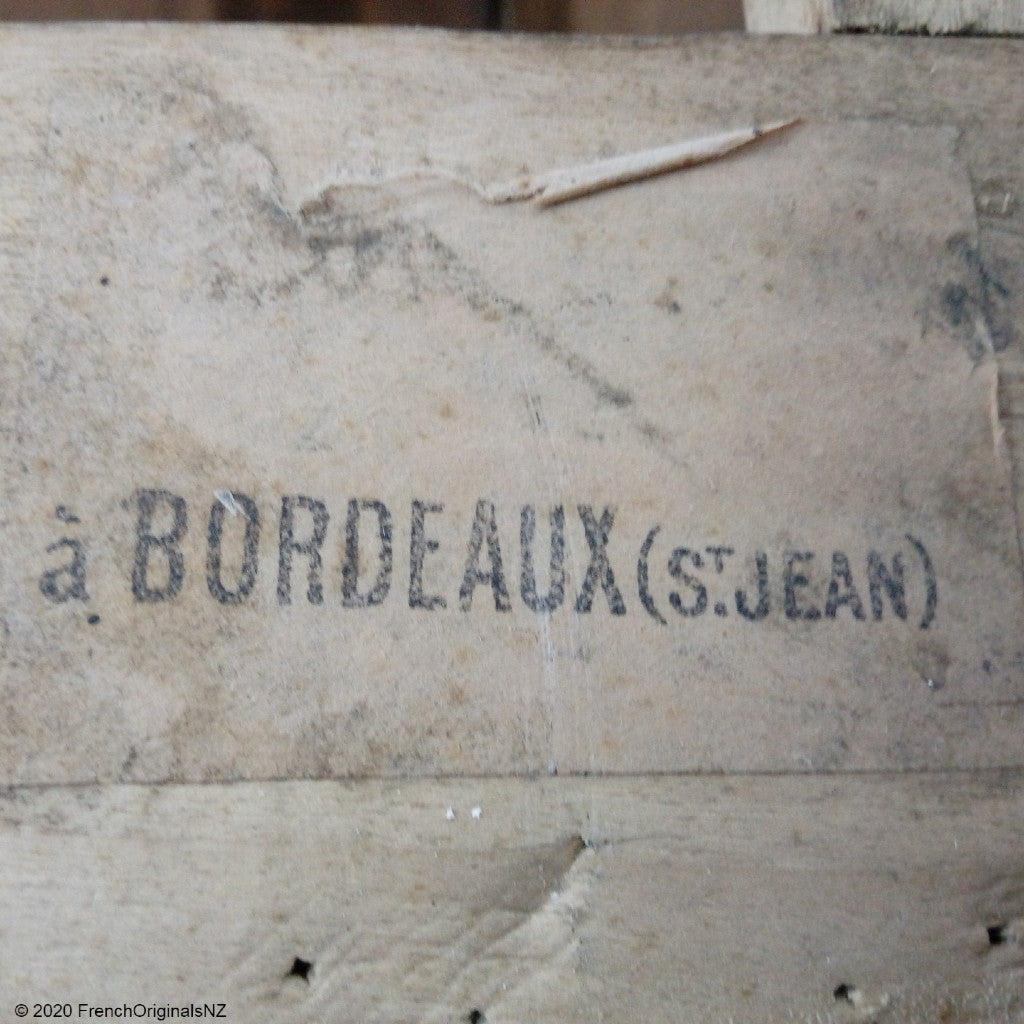 à BORDEAUX (ST. JEAN)
© 2020 FrenchOriginalsNZ